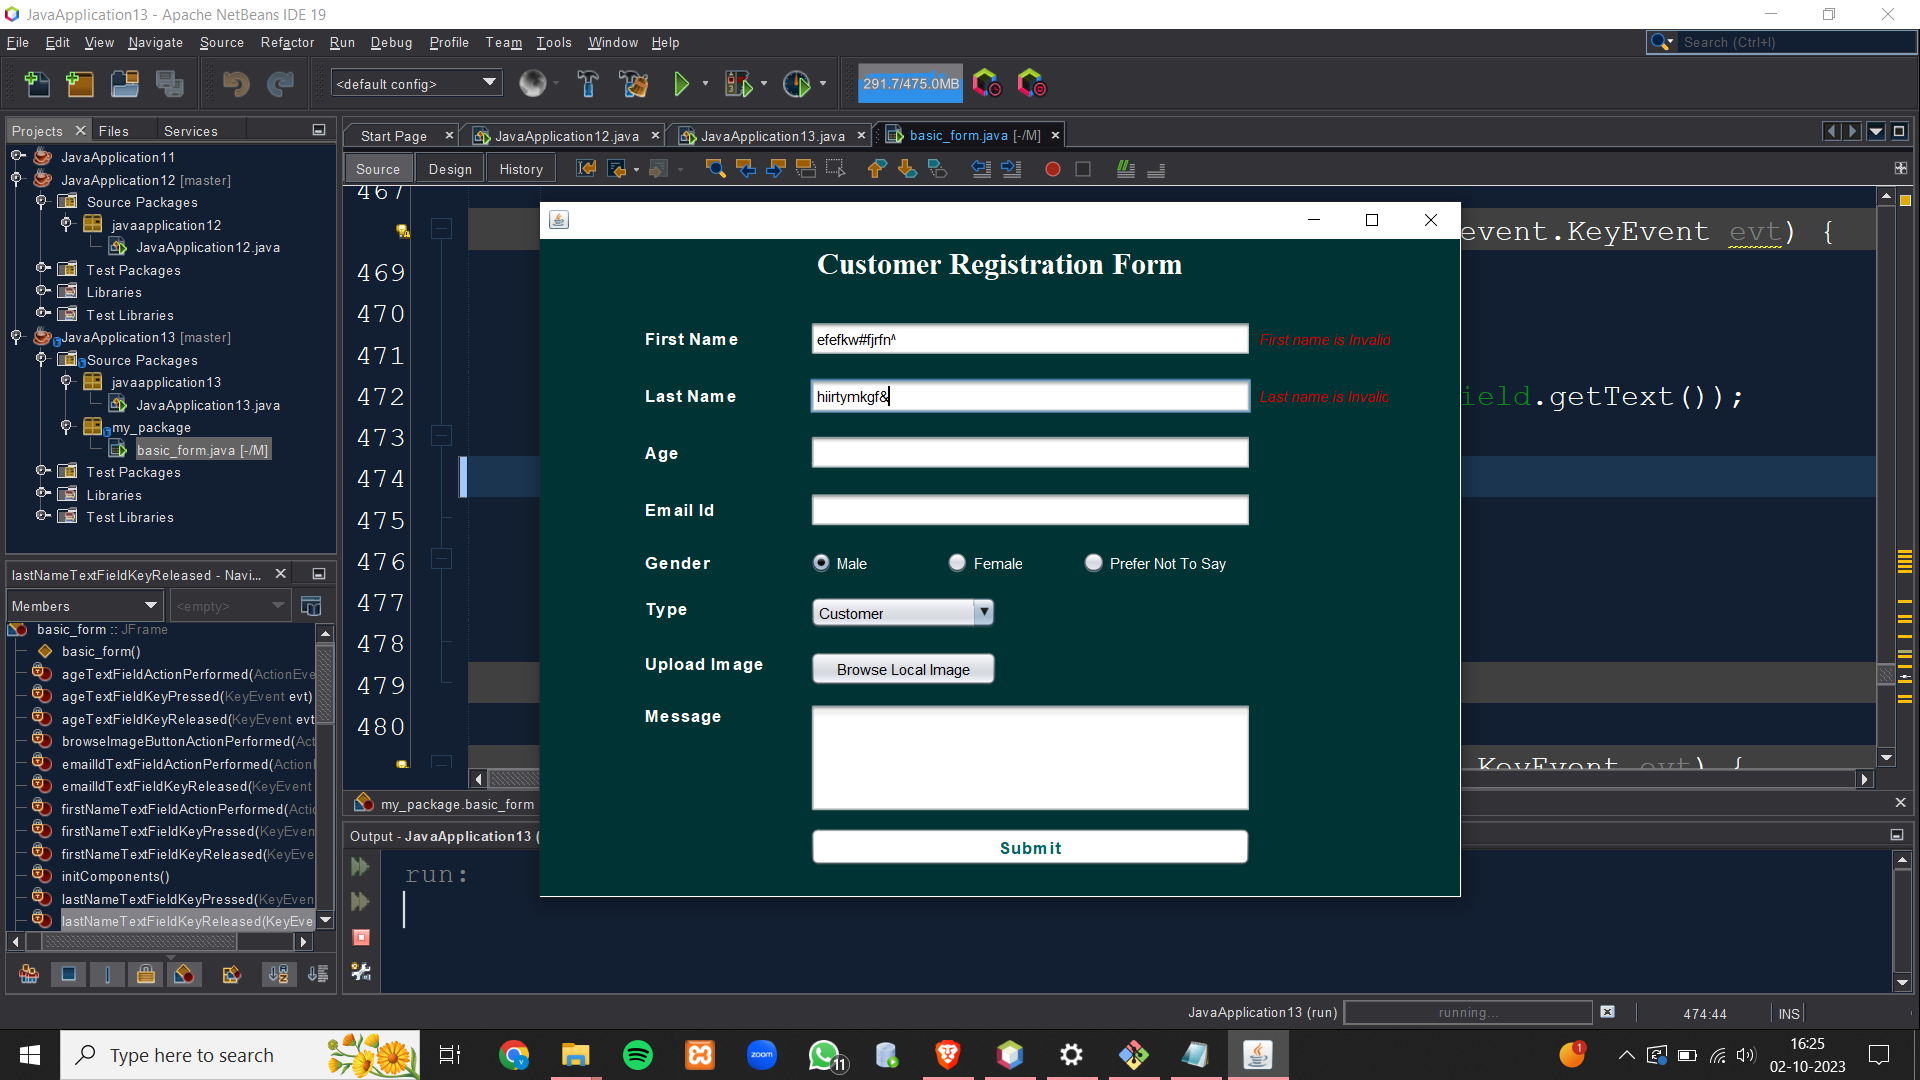 JavaApplication13 - Apache NetBeans IDE 19
File Edit View Navigate Source Refactor Run Debug Profile Team Tools Window Help
Search (Ctrl+I)
<default config>
291.7/475.0MB
Projects Files Services
JavaApplication11
JavaApplication12 [master]
Source Packages
javaapplication12
JavaApplication12.java
Test Packages
Libraries
Test Libraries
JavaApplication13 [master]
Source Packages
javaapplication13
JavaApplication13.java
my_package
basic_form.java [-/M]
Test Packages
Libraries
Test Libraries
lastNameTextFieldKeyReleased - Navi...
Members
<empty>
basic_form :: JFrame
basic_form()
ageTextFieldActionPerformed(ActionEve
ageTextFieldKeyPressed(KeyEvent evt)
ageTextFieldKeyReleased(KeyEvent evt
browseImageButtonActionPerformed(Act
emailIdTextFieldActionPerformed(Action
emailIdTextFieldKeyReleased(KeyEvent
firstNameTextFieldActionPerformed(Actio
firstNameTextFieldKeyPressed(KeyEven
firstNameTextFieldKeyReleased(KeyEve
initComponents()
lastNameTextFieldKeyPressed(KeyEven
lastNameTextFieldKeyReleased(KeyEve
Start Page JavaApplication12.java JavaApplication13.java basic_form.java [-/M]
Source Design History
467
event.KeyEvent evt) {
469
470
471
472
ield.getText());
473
474
475
476
477
478
479
480
KeyEvent evt) {
Customer Registration Form
First Name
efefkw#fjrfn^
First name is Invalid
Last Name
hiirtymkgf&
Last name is Invalid
Age
Email Id
Gender
Male
Female
Prefer Not To Say
Type
Customer
Upload Image
Browse Local Image
Message
Submit
my_package.basic_form
Output - JavaApplication13 (
run:
JavaApplication13 (run)
running...
474:44
INS
Type here to search
zoom
11
1
16:25
02-10-2023